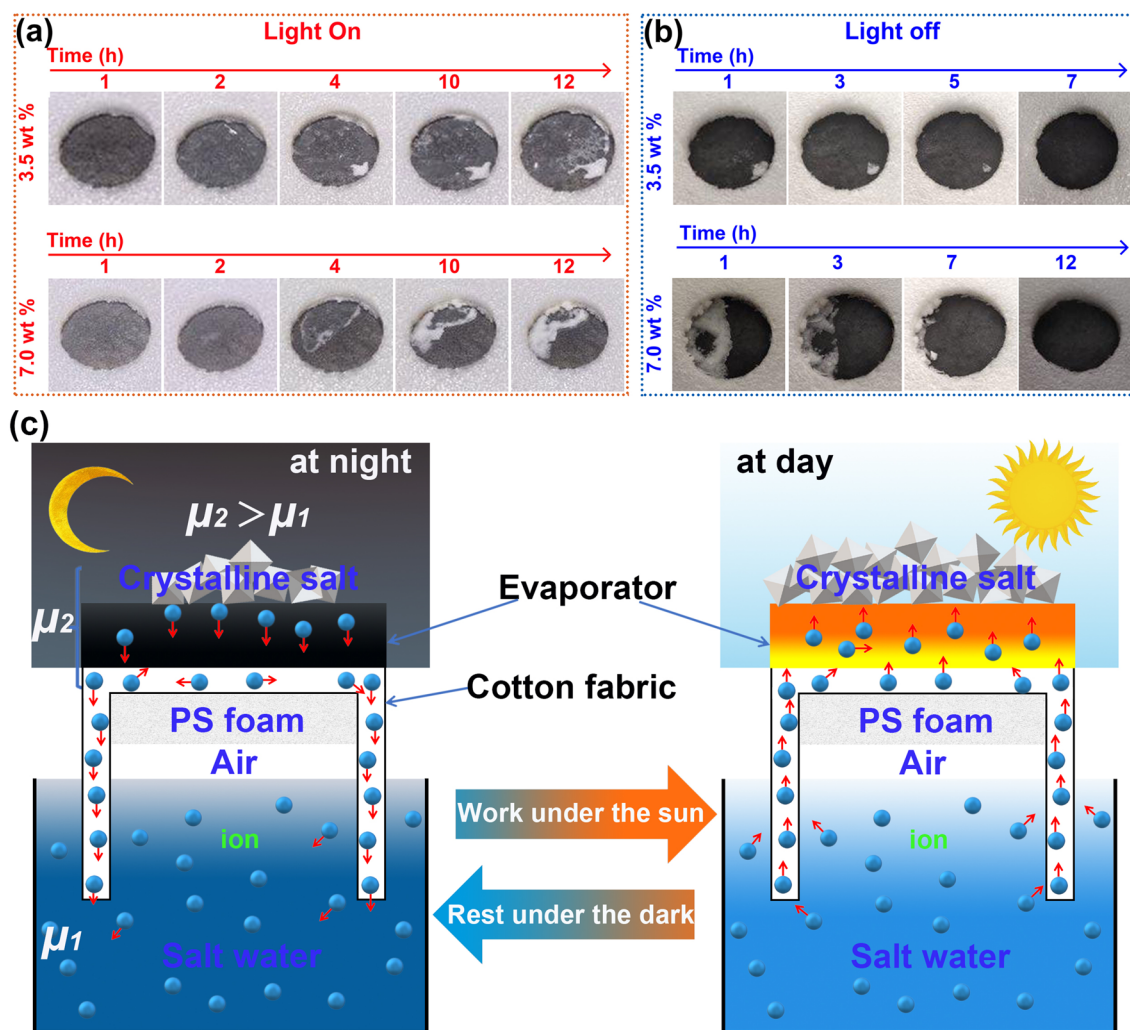 (a)
Light On
Time (h)
1 2 4 10 12
3.5 wt %
Time (h)
1 2 4 10 12
7.0 wt %
(b)
Light off
Time (h)
1 3 5 7
3.5 wt %
Time (h)
1 3 7 12
7.0 wt %
(c)
at night
μ2 > μ1
Crystalline salt
μ2
Evaporator
Cotton fabric
PS foam
Air
ion
μ1
Salt water
Work under the sun
Rest under the dark
at day
Crystalline salt
PS foam
Air
ion
Salt water